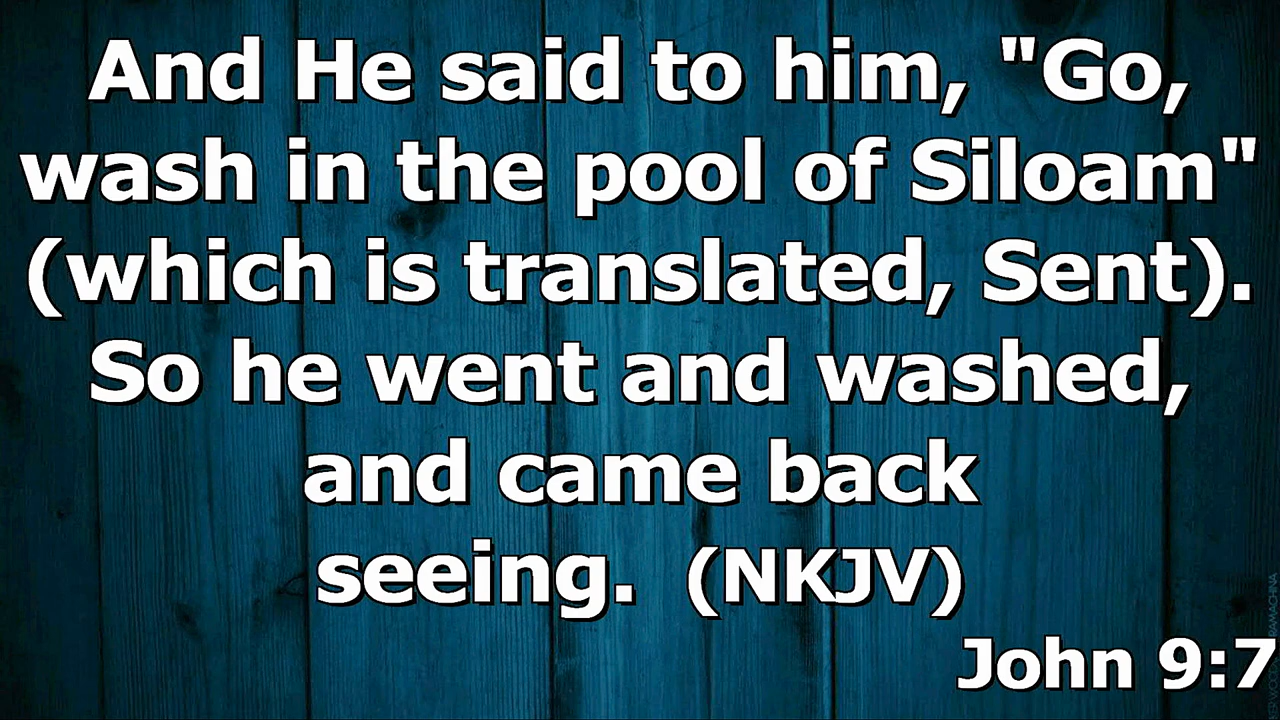 And He said to him, "Go,
wash in the pool of Siloam"
(which is translated, Sent).
So he went and washed,
and came back
seeing.  (NKJV)
John 9:7